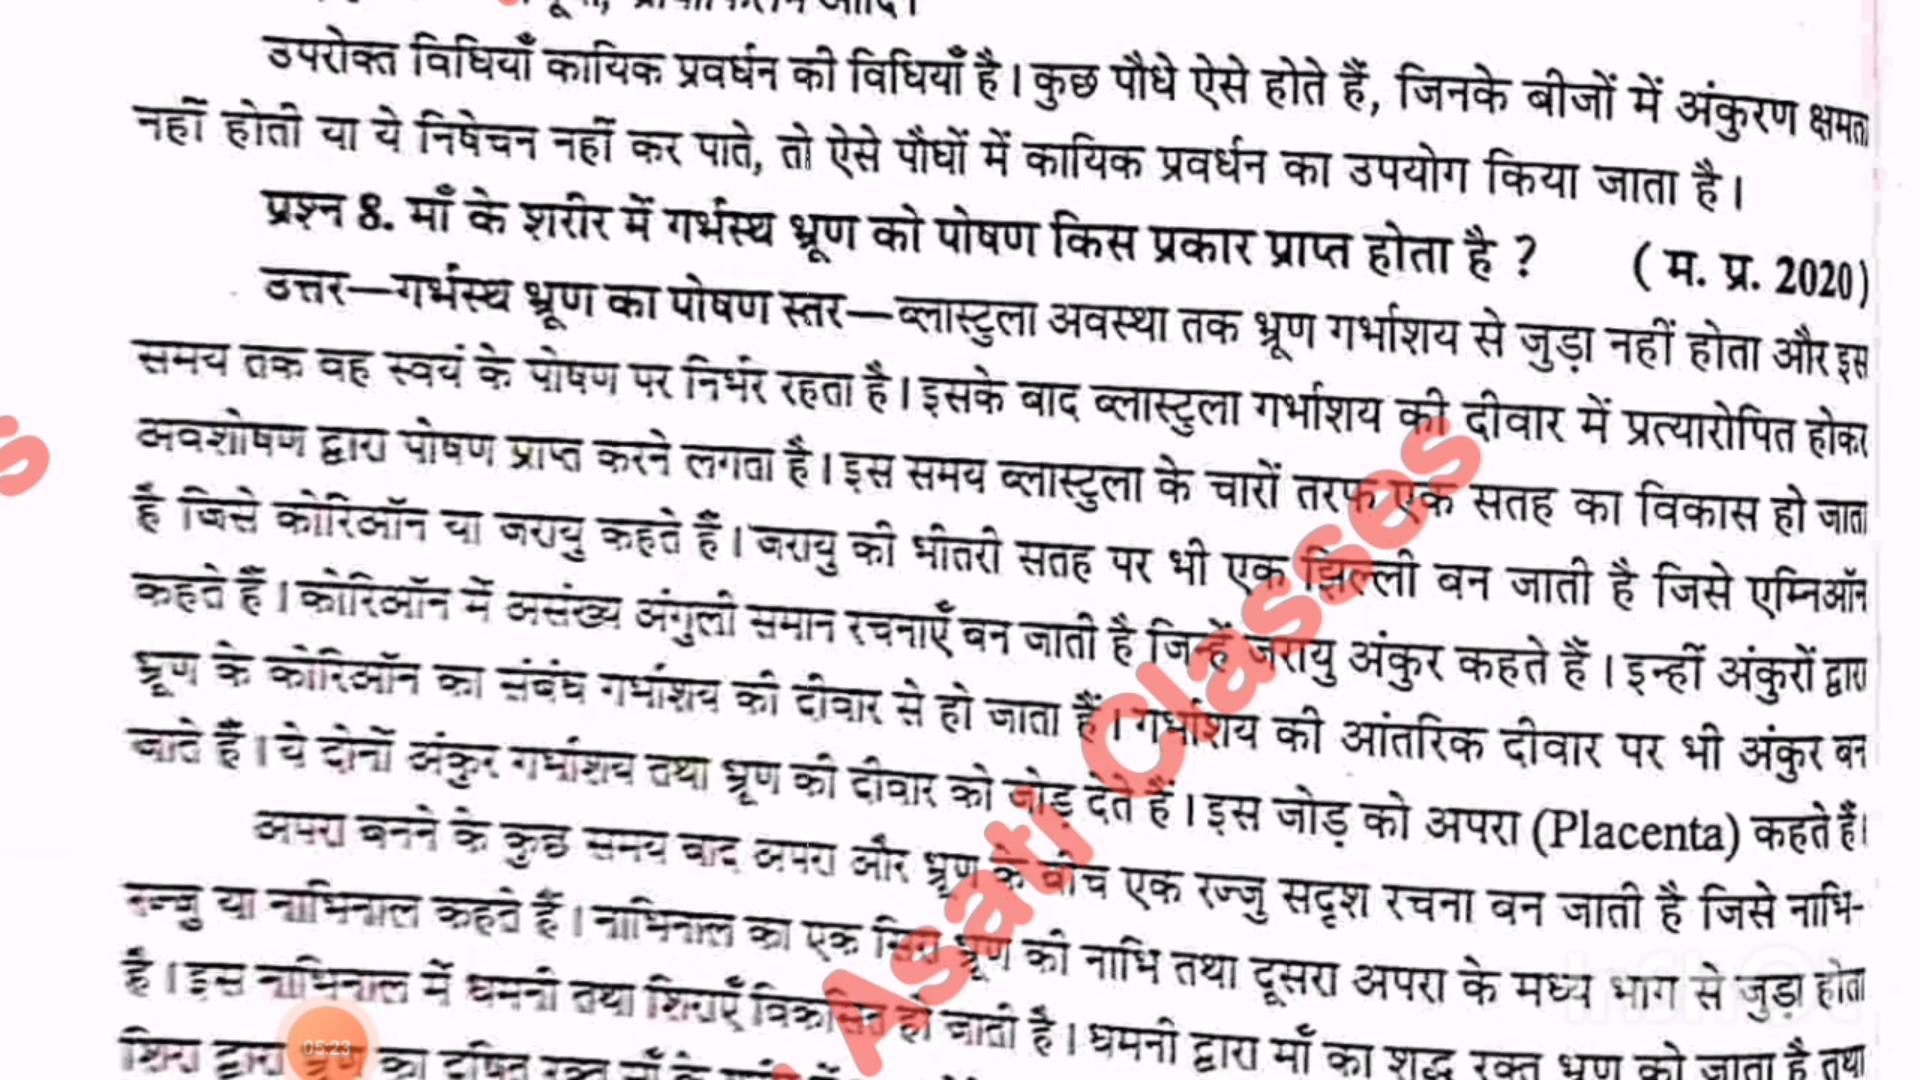 आदि।
उपरोक्त विधियाँ कायिक प्रवर्धन की विधियाँ है। कुछ पौधे ऐसे होते हैं, जिनके बीजों में अंकुरण क्षमता
नहीं होती या ये निषेचन नहीं कर पाते, तो ऐसे पौधों में कायिक प्रवर्धन का उपयोग किया जाता है।
प्रश्न 8. माँ के शरीर में गर्भस्थ भ्रूण को पोषण किस प्रकार प्राप्त होता है ? (म. प्र. 2020)
उत्तर—गर्भस्थ भ्रूण का पोषण स्तर—ब्लास्टुला अवस्था तक भ्रूण गर्भाशय से जुड़ा नहीं होता और इस
समय तक वह स्वयं के पोषण पर निर्भर रहता है। इसके बाद ब्लास्टुला गर्भाशय की दीवार में प्रत्यारोपित होकर
अवशोषण द्वारा पोषण प्राप्त करने लगता है। इस समय ब्लास्टुला के चारों तरफ एक सतह का विकास हो जाता
है जिसे कोरिऑन या जरायु कहते हैं। जरायु की भीतरी सतह पर भी एक झिल्ली बन जाती है जिसे एम्निऑन
कहते हैं। कोरिऑन में असंख्य अंगुली समान रचनाएँ बन जाती है जिन्हें जरायु अंकुर कहते हैं। इन्हीं अंकुरों द्वारा
भ्रूण के कोरिऑन का संबंध गर्भाशय की दीवार से हो जाता हैं। गर्भाशय की आंतरिक दीवार पर भी अंकुर बन
जाते हैं। ये दोनों अंकुर गर्भाशय तथा भ्रूण की दीवार को जोड़ देते हैं। इस जोड़ को अपरा (Placenta) कहते हैं।
अपरा बनने के कुछ समय बाद अपरा और भ्रूण के बीच एक रज्जु सदृश रचना बन जाती है जिसे नाभि-
रज्जु या नाभिनाल कहते हैं। नाभिनाल का एक सिरा भ्रूण की नाभि तथा दूसरा अपरा के मध्य भाग से जुड़ा होता
है। इस नाभिनाल में धमनी तथा शिराएँ विकसित हो जाती है। धमनी द्वारा माँ का शुद्ध रक्त भ्रूण को जाता है तथा
शिरा द्वारा भ्रूण का दूषित रक्त माँ के
Asati Classes
05:23